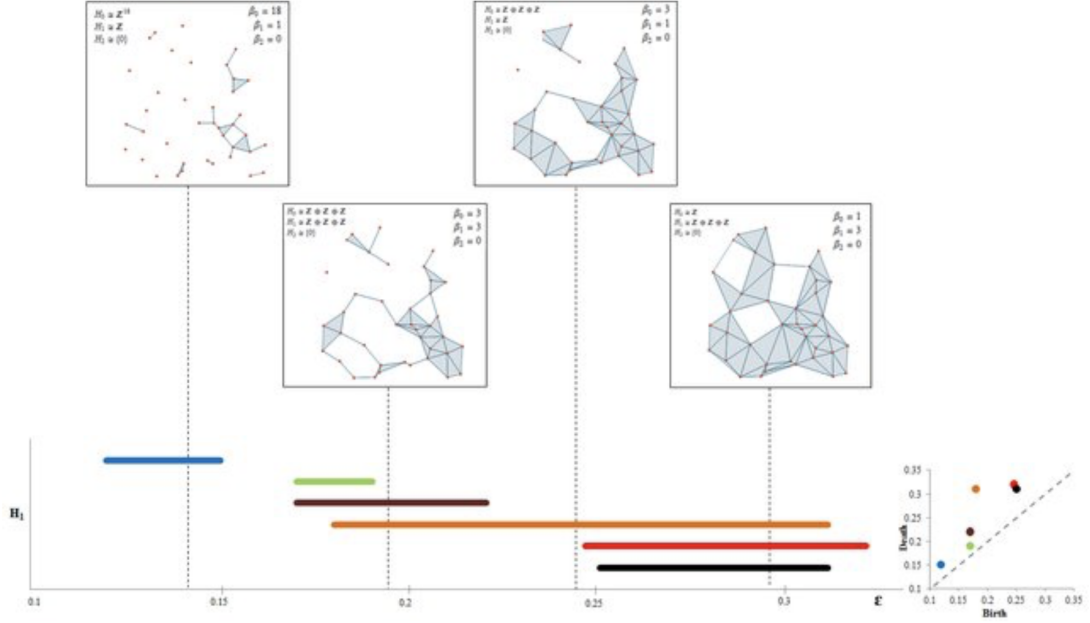 H₀ ≅ Z¹⁸
H₁ ≅ Z
H₂ ≅ {0}
β₀ = 18
β₁ = 1
β₂ = 0
H₀ ≅ Z ⊕ Z ⊕ Z
H₁ ≅ Z
H₂ ≅ {0}
β₀ = 3
β₁ = 1
β₂ = 0
H₀ ≅ Z ⊕ Z ⊕ Z
H₁ ≅ Z ⊕ Z ⊕ Z
H₂ ≅ {0}
β₀ = 3
β₁ = 3
β₂ = 0
H₀ ≅ Z
H₁ ≅ Z ⊕ Z ⊕ Z
H₂ ≅ {0}
β₀ = 1
β₁ = 3
β₂ = 0
H₁
0.1 0.15 0.2 0.25 0.3 ε
Death
0.35
0.3
0.25
0.2
0.15
0.1
0.1 0.15 0.2 0.25 0.3 0.35
Birth